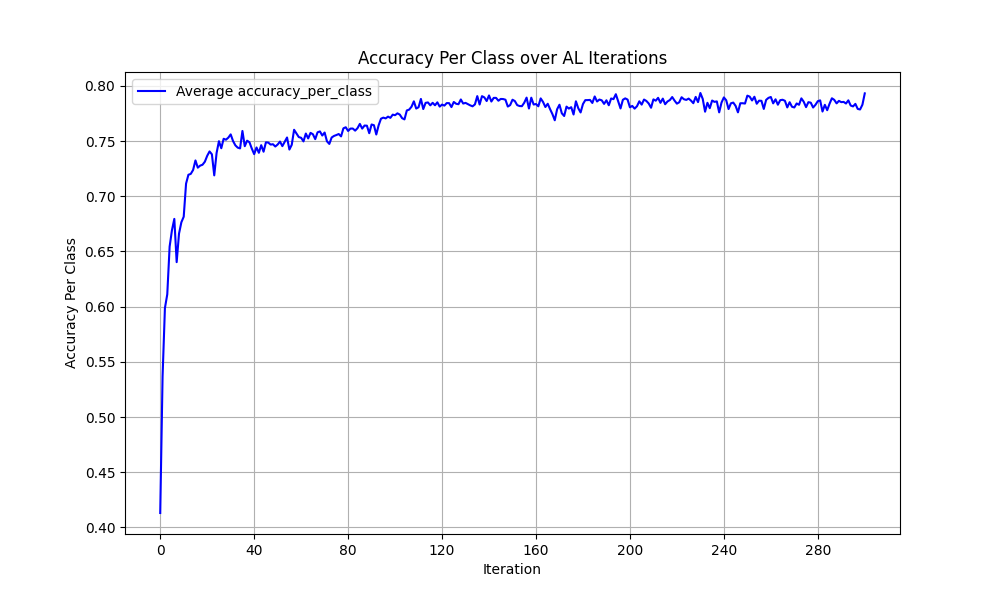 Accuracy Per Class over AL Iterations
Average accuracy_per_class
Accuracy Per Class
0.80
0.75
0.70
0.65
0.60
0.55
0.50
0.45
0.40
0 40 80 120 160 200 240 280
Iteration